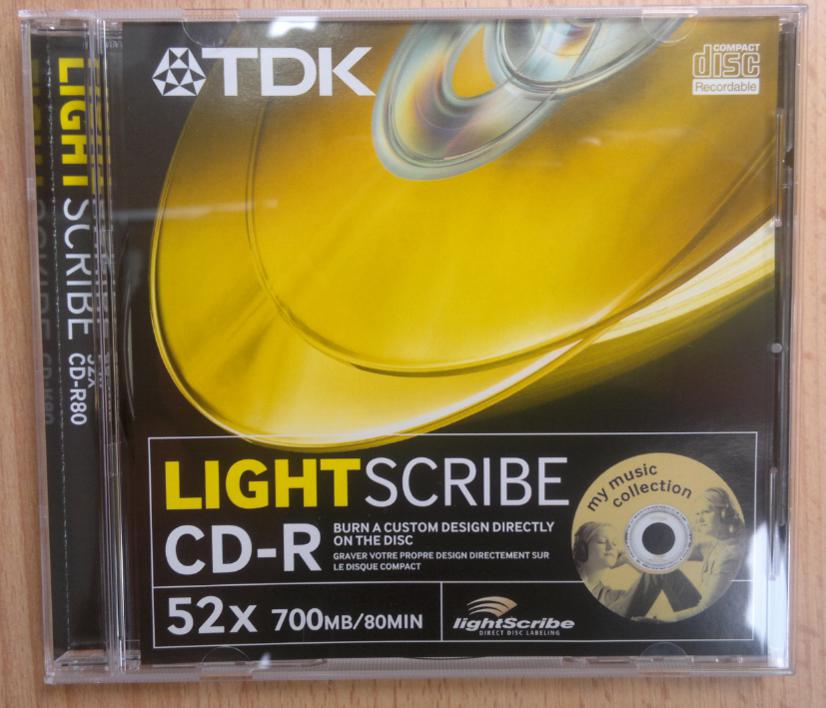 TDK
COMPACT
disc
Recordable
LIGHTSCRIBE
52X
CD-R80
LIGHTSCRIBE
CD-R
BURN A CUSTOM DESIGN DIRECTLY
ON THE DISC
GRAVER VOTRE PROPRE DESIGN DIRECTEMENT SUR
LE DISQUE COMPACT
my music
collection
52x 700MB/80MIN
lightScribe
DIRECT DISC LABELING